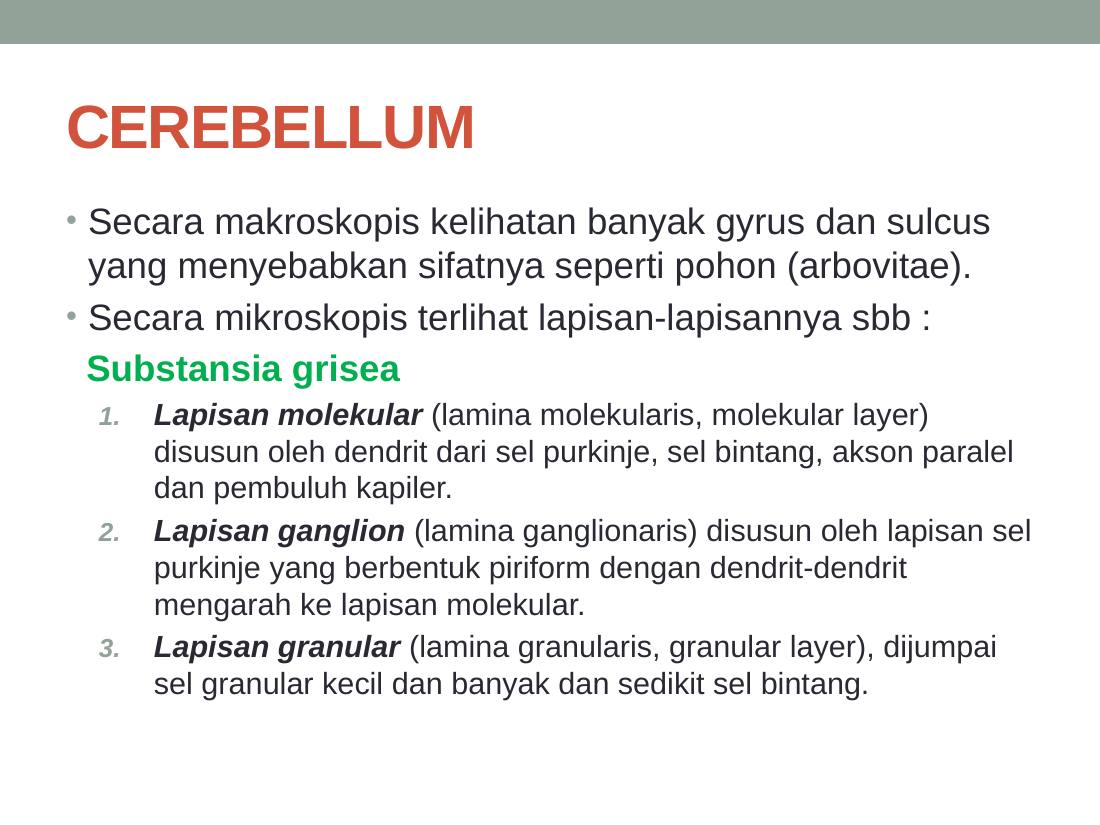 CEREBELLUM
• Secara makroskopis kelihatan banyak gyrus dan sulcus
yang menyebabkan sifatnya seperti pohon (arbovitae).
• Secara mikroskopis terlihat lapisan-lapisannya sbb :
Substansia grisea
1. Lapisan molekular (lamina molekularis, molekular layer)
disusun oleh dendrit dari sel purkinje, sel bintang, akson paralel
dan pembuluh kapiler.
2. Lapisan ganglion (lamina ganglionaris) disusun oleh lapisan sel
purkinje yang berbentuk piriform dengan dendrit-dendrit
mengarah ke lapisan molekular.
3. Lapisan granular (lamina granularis, granular layer), dijumpai
sel granular kecil dan banyak dan sedikit sel bintang.